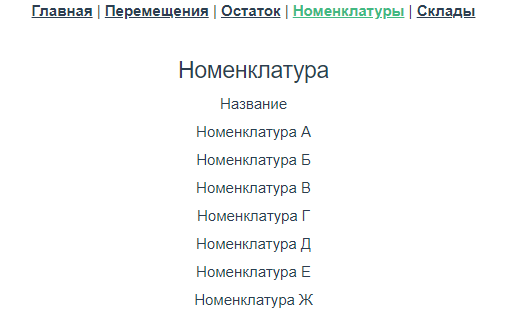 Главная | Перемещения | Остаток | Номенклатуры | Склады
Номенклатура
Название
Номенклатура А
Номенклатура Б
Номенклатура В
Номенклатура Г
Номенклатура Д
Номенклатура Е
Номенклатура Ж